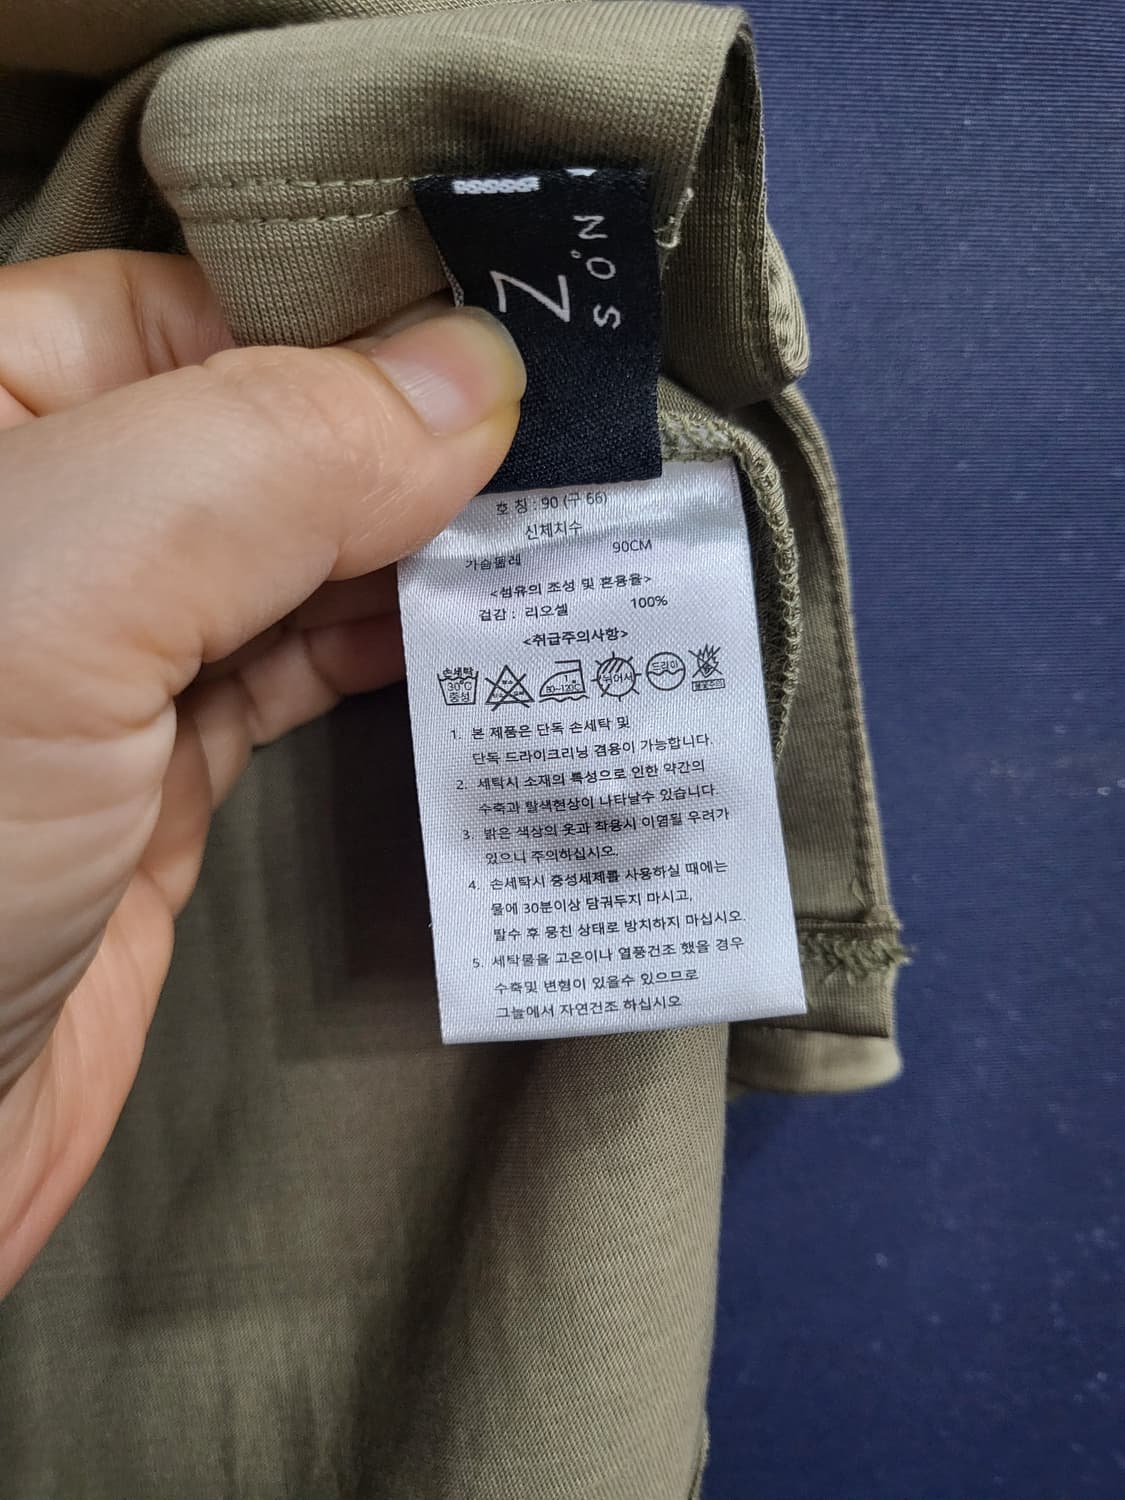 Z
N.O S
호 칭 : 90 (구 66)
신체치수
가슴둘레 90CM
<섬유의 조성 및 혼용율>
겉감 : 리오셀 100%
<취급주의사항>
손세탁
30°C
중성
80~120°C
드라이
1. 본 제품은 단독 손세탁 및
단독 드라이크리닝 겸용이 가능합니다.
2. 세탁시 소재의 특성으로 인한 약간의
수축과 탈색현상이 나타날수 있습니다.
3. 밝은 색상의 옷과 착용시 이염될 우려가
있으니 주의하십시오.
4. 손세탁시 중성세제를 사용하실 때에는
물에 30분이상 담궈두지 마시고,
탈수 후 뭉친 상태로 방치하지 마십시오.
5. 세탁물을 고온이나 열풍건조 했을 경우
수축및 변형이 있을수 있으므로
그늘에서 자연건조 하십시오